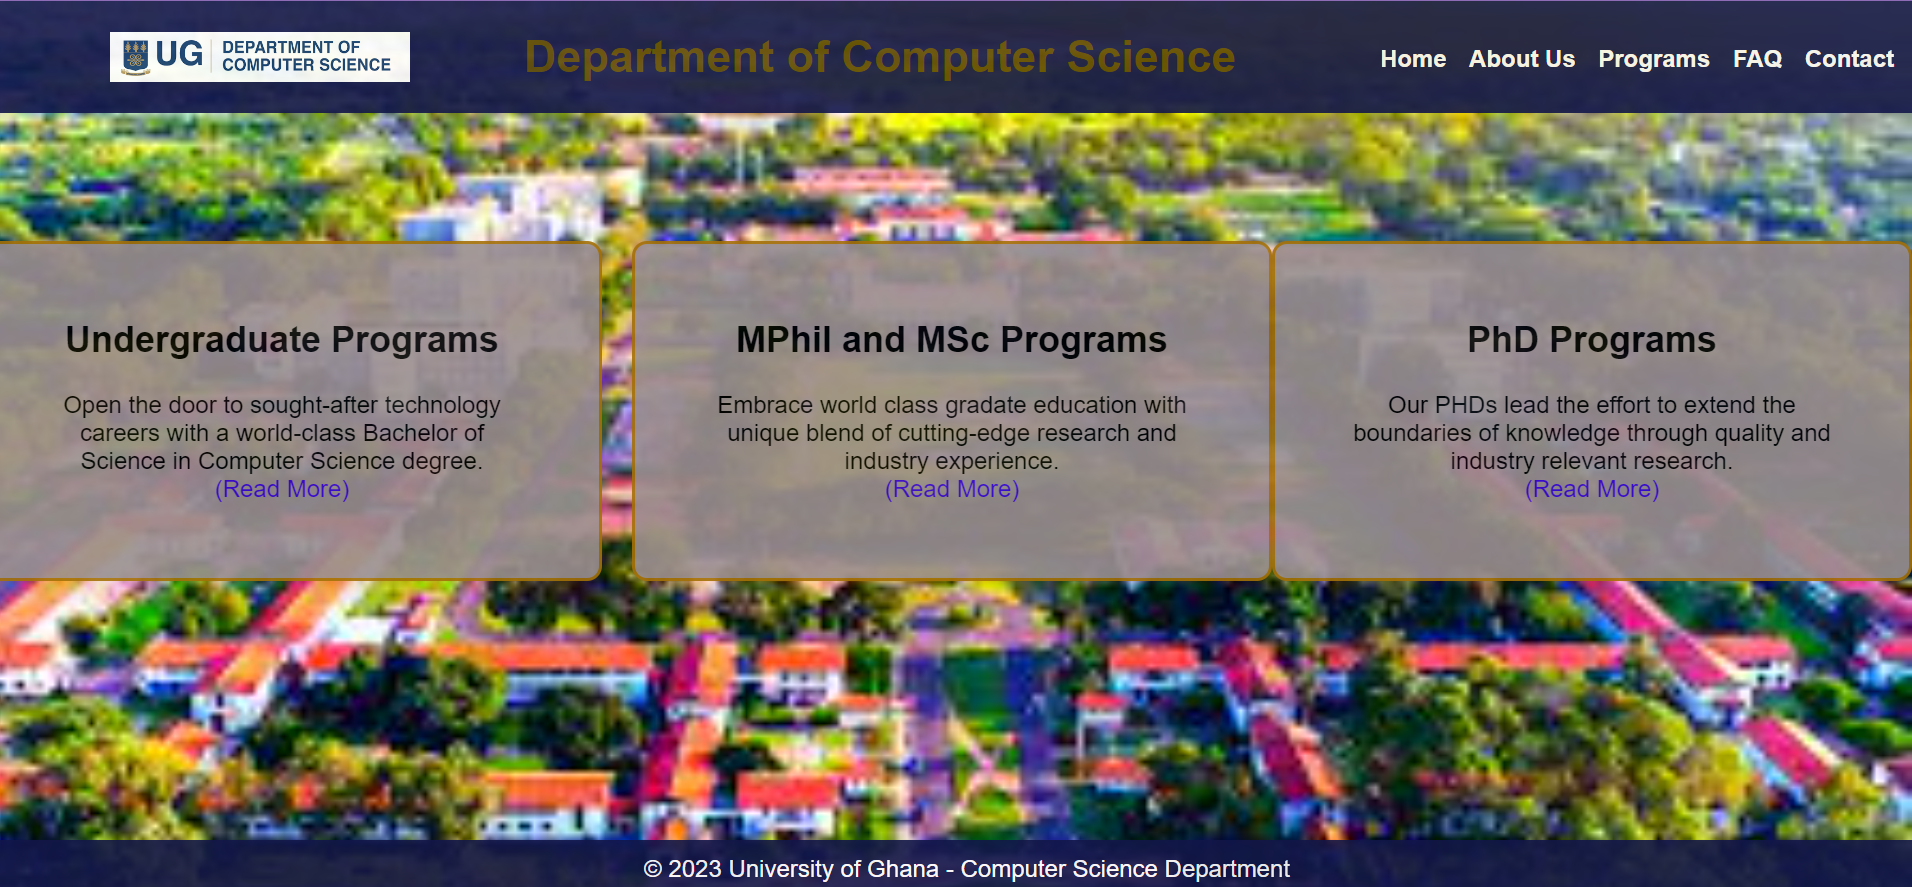 UG DEPARTMENT OF
COMPUTER SCIENCE
Department of Computer Science
Home About Us Programs FAQ Contact
Undergraduate Programs
Open the door to sought-after technology
careers with a world-class Bachelor of
Science in Computer Science degree.
(Read More)
MPhil and MSc Programs
Embrace world class gradate education with
unique blend of cutting-edge research and
industry experience.
(Read More)
PhD Programs
Our PHDs lead the effort to extend the
boundaries of knowledge through quality and
industry relevant research.
(Read More)
© 2023 University of Ghana - Computer Science Department